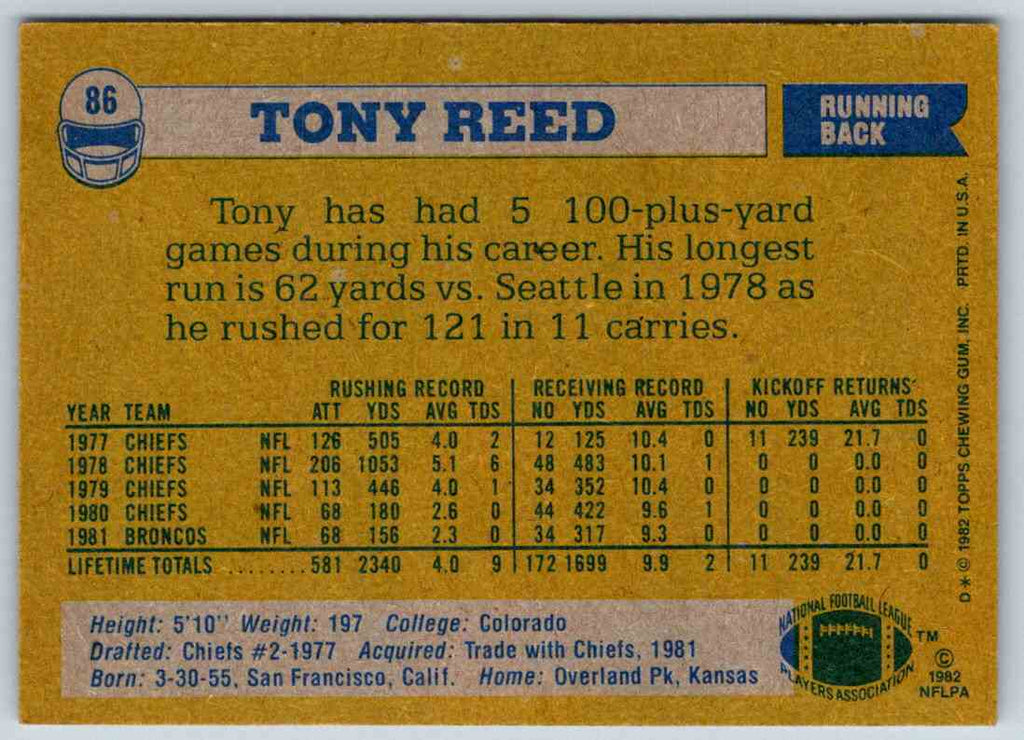 86
TONY REED
RUNNING
BACK
Tony has had 5 100-plus-yard
games during his career. His longest
run is 62 yards vs. Seattle in 1978 as
he rushed for 121 in 11 carries.
RUSHING RECORD RECEIVING RECORD KICKOFF RETURNS
YEAR TEAM ATT YDS AVG TDS NO YDS AVG TDS NO YDS AVG TDS
1977 CHIEFS NFL 126 505 4.0 2 12 125 10.4 0 11 239 21.7 0
1978 CHIEFS NFL 206 1053 5.1 6 48 483 10.1 1 0 0 0.0 0
1979 CHIEFS NFL 113 446 4.0 1 34 352 10.4 0 0 0 0.0 0
1980 CHIEFS NFL 68 180 2.6 0 44 422 9.6 1 0 0 0.0 0
1981 BRONCOS NFL 68 156 2.3 0 34 317 9.3 0 0 0 0.0 0
LIFETIME TOTALS ........ 581 2340 4.0 9 172 1699 9.9 2 11 239 21.7 0
Height: 5'10" Weight: 197 College: Colorado
Drafted: Chiefs #2-1977 Acquired: Trade with Chiefs, 1981
Born: 3-30-55, San Francisco, Calif. Home: Overland Pk, Kansas
NATIONAL FOOTBALL LEAGUE
PLAYERS ASSOCIATION
TM
©
1982
NFLPA
D * © 1982 TOPPS CHEWING GUM, INC. PRTD. IN U.S.A.